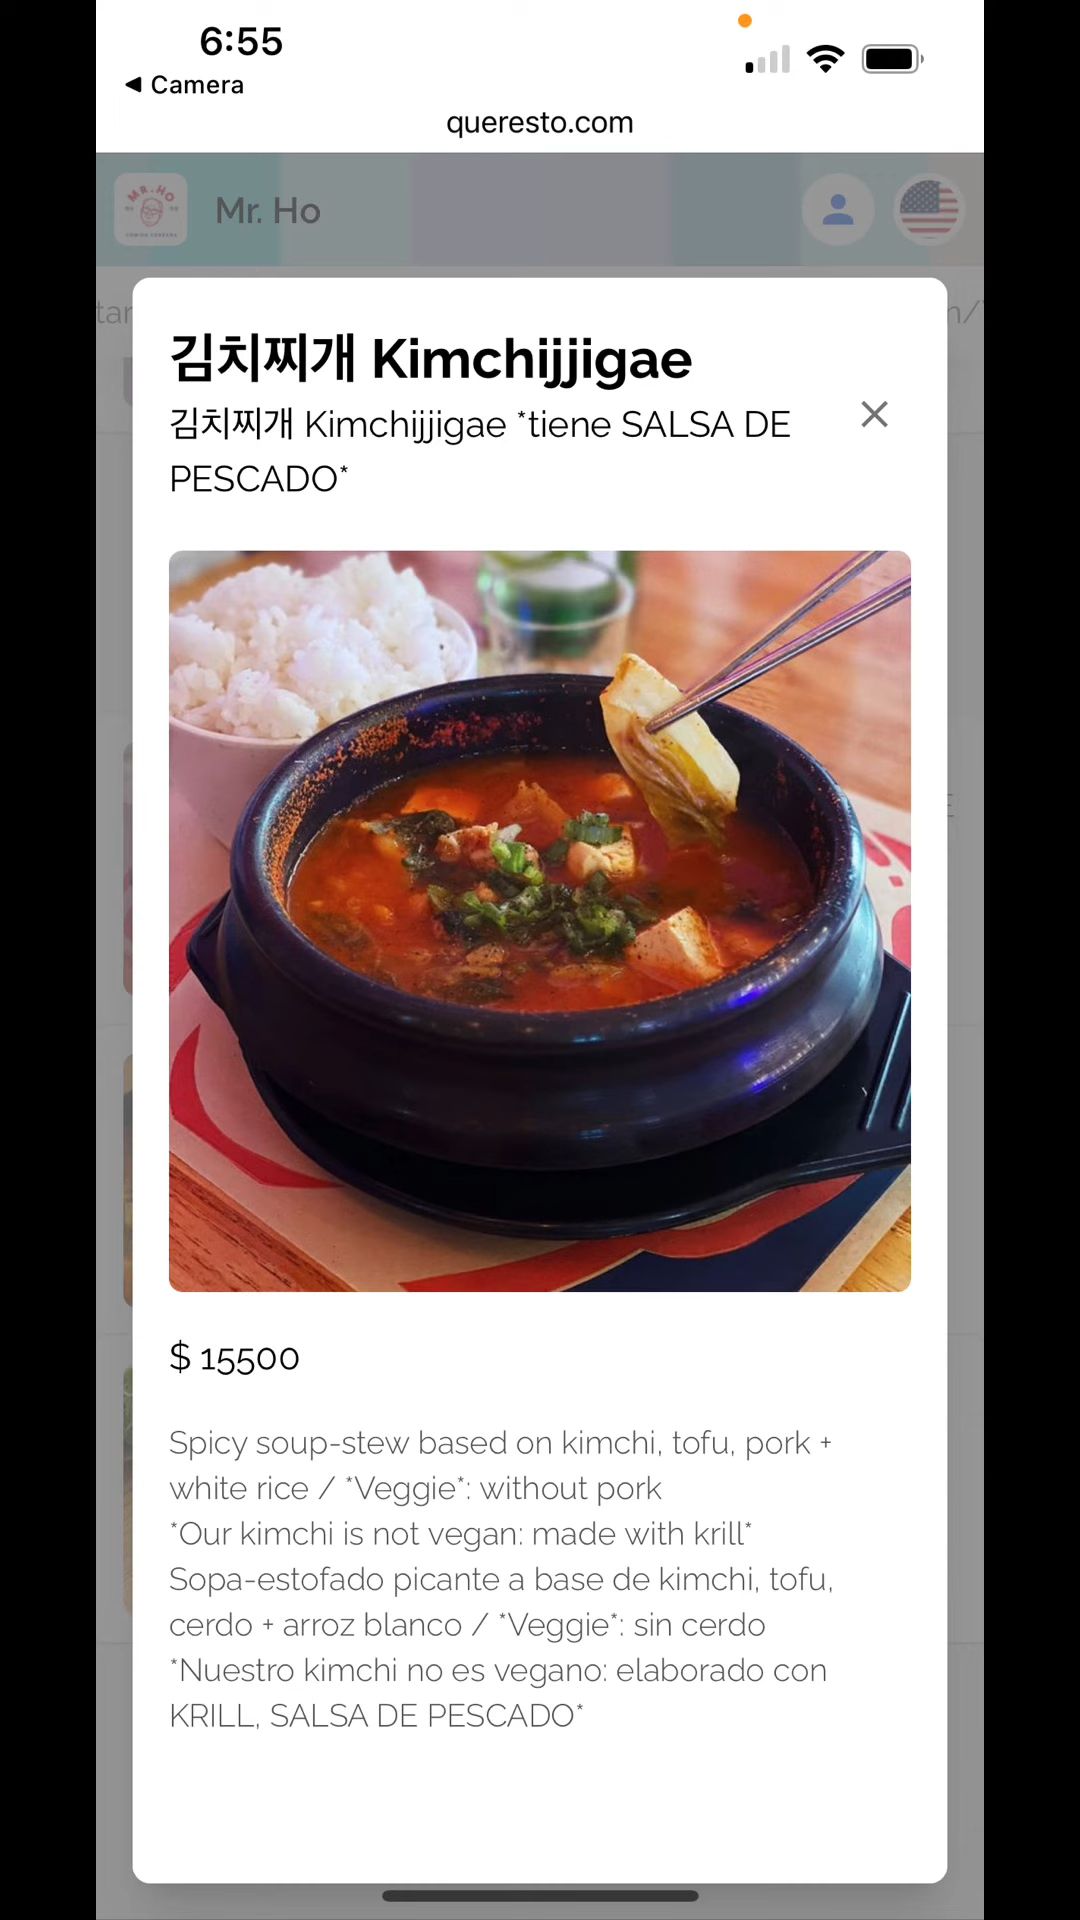 6:55
Camera
queresto.com
MR.HO
Mr. Ho
tar
n/
김치찌개 Kimchijjigae
김치찌개 Kimchijjigae *tiene SALSA DE
PESCADO*
E
$ 15500
Spicy soup-stew based on kimchi, tofu, pork +
white rice / *Veggie*: without pork
*Our kimchi is not vegan: made with krill*
Sopa-estofado picante a base de kimchi, tofu,
cerdo + arroz blanco / *Veggie*: sin cerdo
*Nuestro kimchi no es vegano: elaborado con
KRILL, SALSA DE PESCADO*